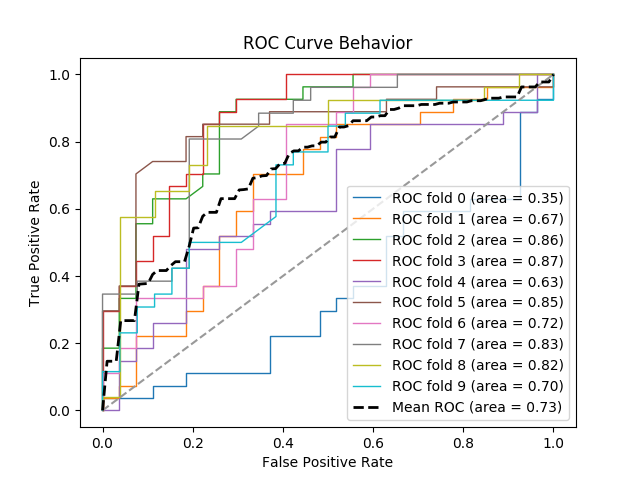 ROC Curve Behavior
True Positive Rate
1.0
0.8
0.6
0.4
0.2
0.0
ROC fold 0 (area = 0.35)
ROC fold 1 (area = 0.67)
ROC fold 2 (area = 0.86)
ROC fold 3 (area = 0.87)
ROC fold 4 (area = 0.63)
ROC fold 5 (area = 0.85)
ROC fold 6 (area = 0.72)
ROC fold 7 (area = 0.83)
ROC fold 8 (area = 0.82)
ROC fold 9 (area = 0.70)
Mean ROC (area = 0.73)
0.0 0.2 0.4 0.6 0.8 1.0
False Positive Rate